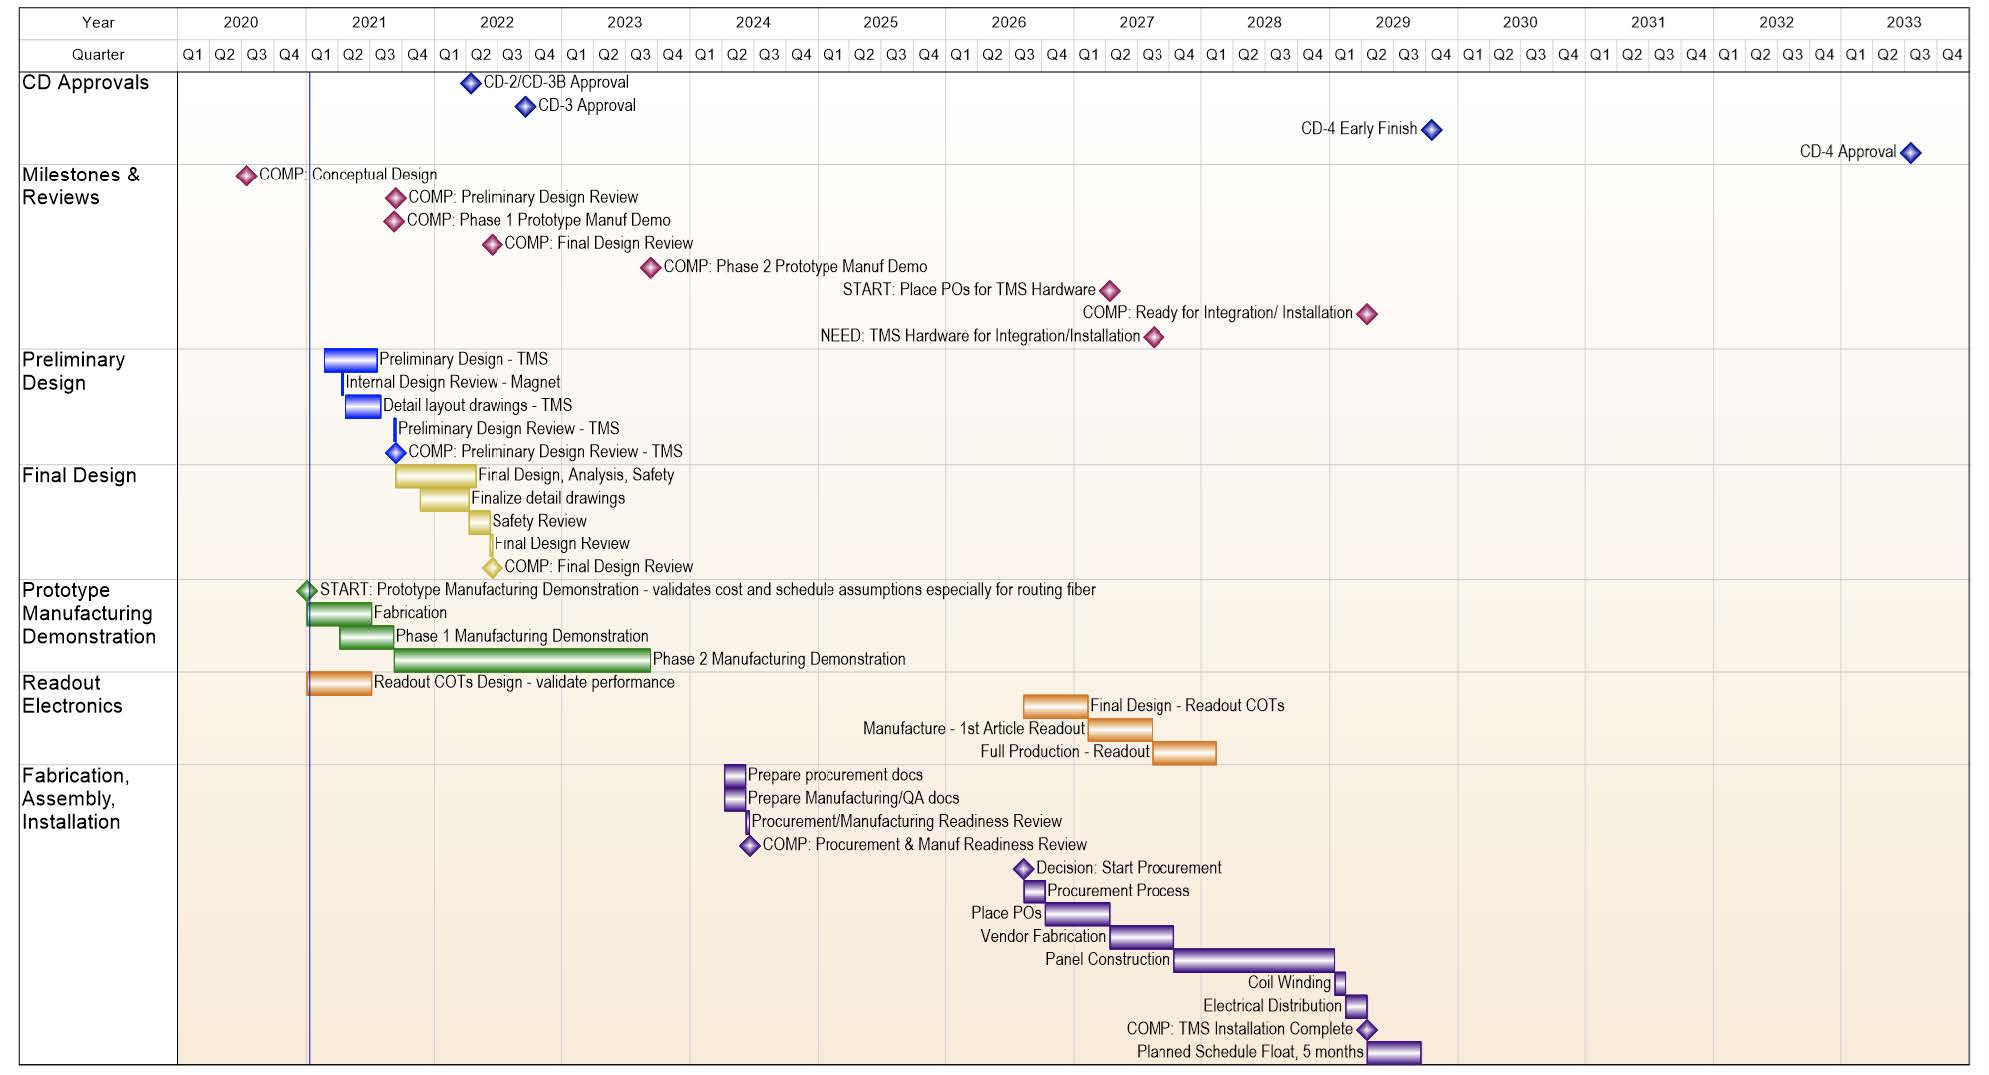 Year 2020 2021 2022 2023 2024 2025 2026 2027 2028 2029 2030 2031 2032 2033
Quarter Q1 Q2 Q3 Q4 Q1 Q2 Q3 Q4 Q1 Q2 Q3 Q4 Q1 Q2 Q3 Q4 Q1 Q2 Q3 Q4 Q1 Q2 Q3 Q4 Q1 Q2 Q3 Q4 Q1 Q2 Q3 Q4 Q1 Q2 Q3 Q4 Q1 Q2 Q3 Q4 Q1 Q2 Q3 Q4 Q1 Q2 Q3 Q4 Q1 Q2 Q3 Q4 Q1 Q2 Q3 Q4
CD Approvals
CD-2/CD-3B Approval
CD-3 Approval
CD-4 Early Finish
CD-4 Approval
Milestones &
Reviews
COMP: Conceptual Design
COMP: Preliminary Design Review
COMP: Phase 1 Prototype Manuf Demo
COMP: Final Design Review
COMP: Phase 2 Prototype Manuf Demo
START: Place POs for TMS Hardware
COMP: Ready for Integration/ Installation
NEED: TMS Hardware for Integration/Installation
Preliminary
Design
Preliminary Design - TMS
Internal Design Review - Magnet
Detail layout drawings - TMS
Preliminary Design Review - TMS
COMP: Preliminary Design Review - TMS
Final Design
Final Design, Analysis, Safety
Finalize detail drawings
Safety Review
Final Design Review
COMP: Final Design Review
Prototype
Manufacturing
Demonstration
START: Prototype Manufacturing Demonstration - validates cost and schedule assumptions especially for routing fiber
Fabrication
Phase 1 Manufacturing Demonstration
Phase 2 Manufacturing Demonstration
Readout
Electronics
Readout COTs Design - validate performance
Final Design - Readout COTs
Manufacture - 1st Article Readout
Full Production - Readout
Fabrication,
Assembly,
Installation
Prepare procurement docs
Prepare Manufacturing/QA docs
Procurement/Manufacturing Readiness Review
COMP: Procurement & Manuf Readiness Review
Decision: Start Procurement
Procurement Process
Place POs
Vendor Fabrication
Panel Construction
Coil Winding
Electrical Distribution
COMP: TMS Installation Complete
Planned Schedule Float, 5 months